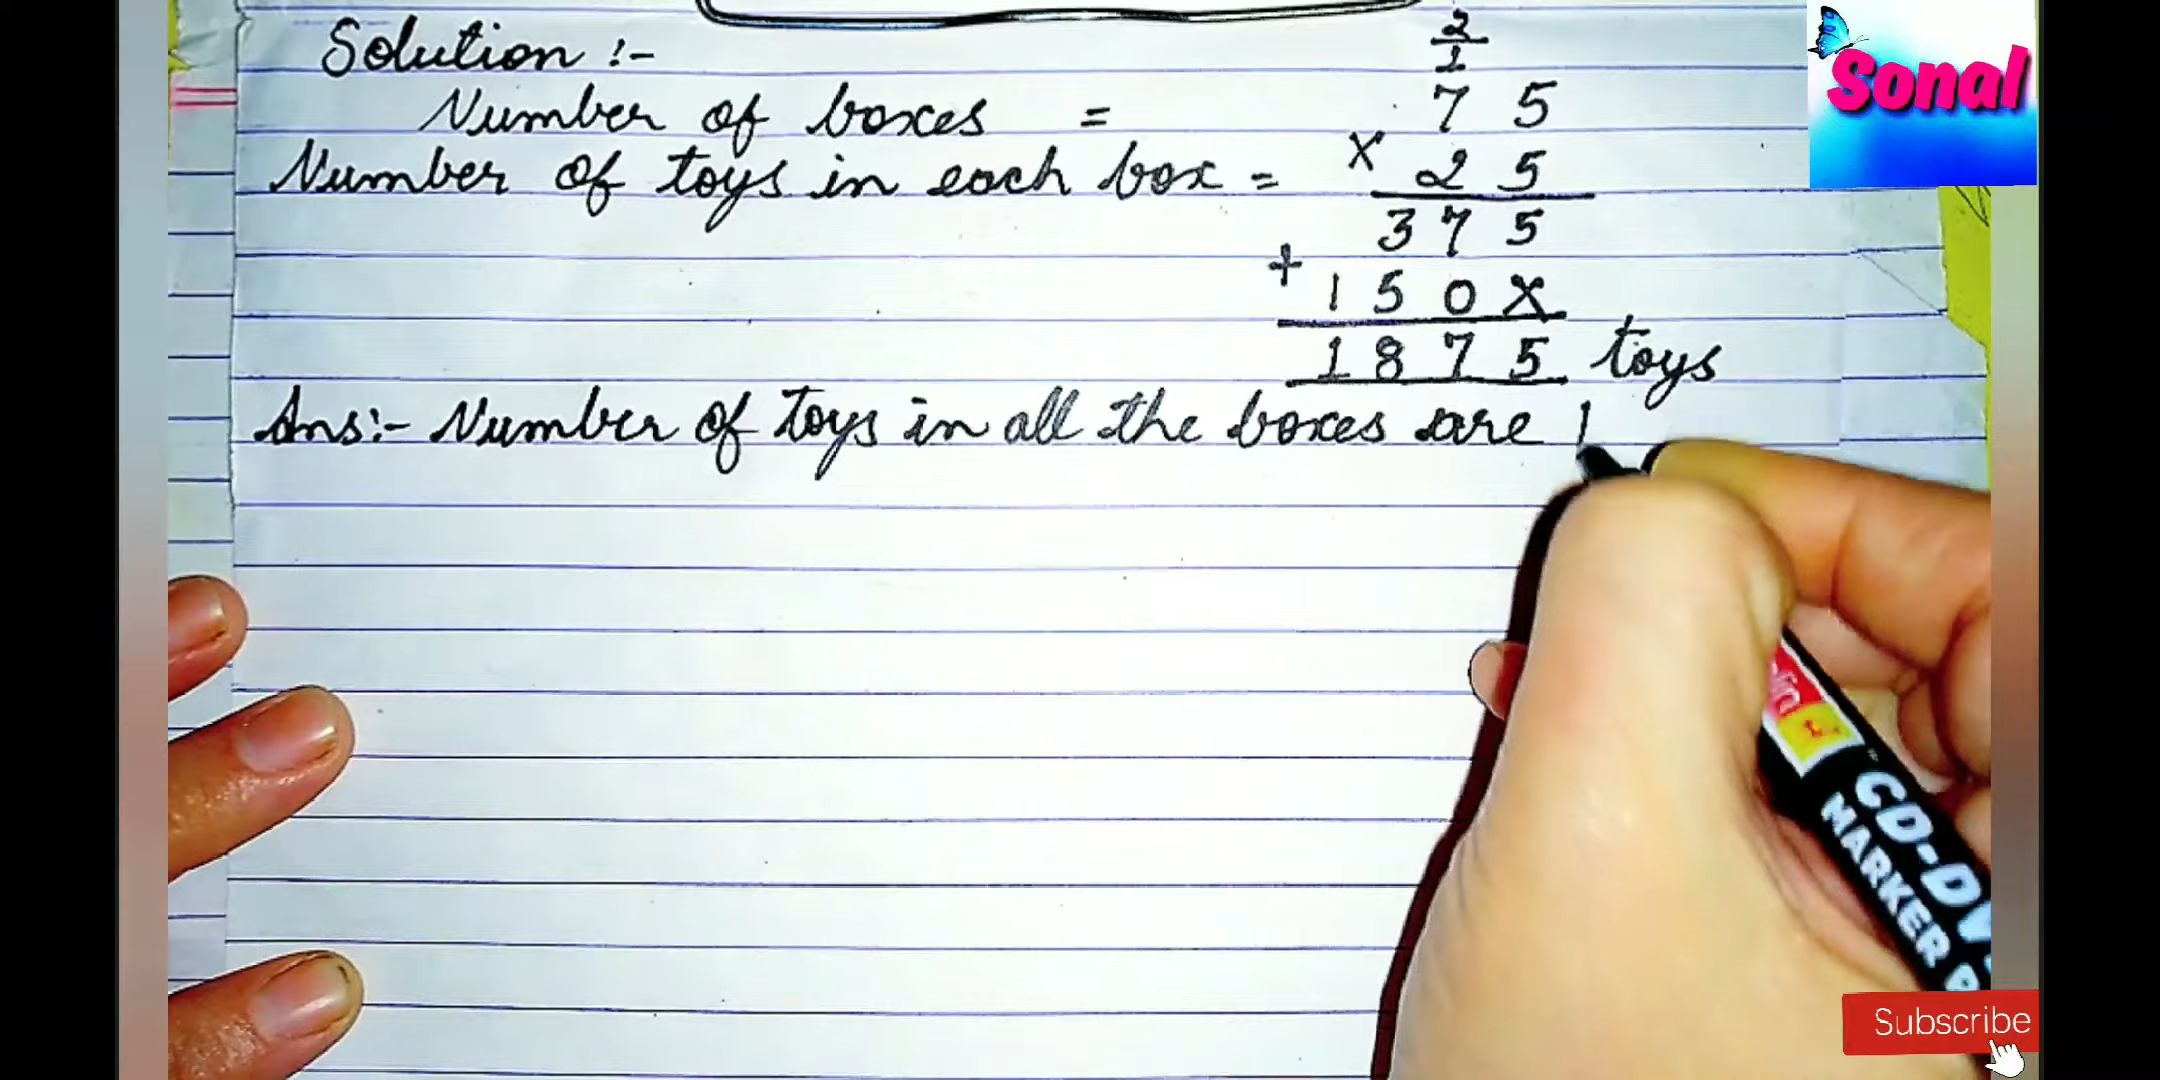 2
1
Solution :-
Number of boxes = 7 5
Number of toys in each box = x 2 5
3 7 5
+ 1 5 0 x
1 8 7 5 toys
Ans:- Number of toys in all the boxes are 1
Sonal
CD-DV
MARKER P
Subscribe